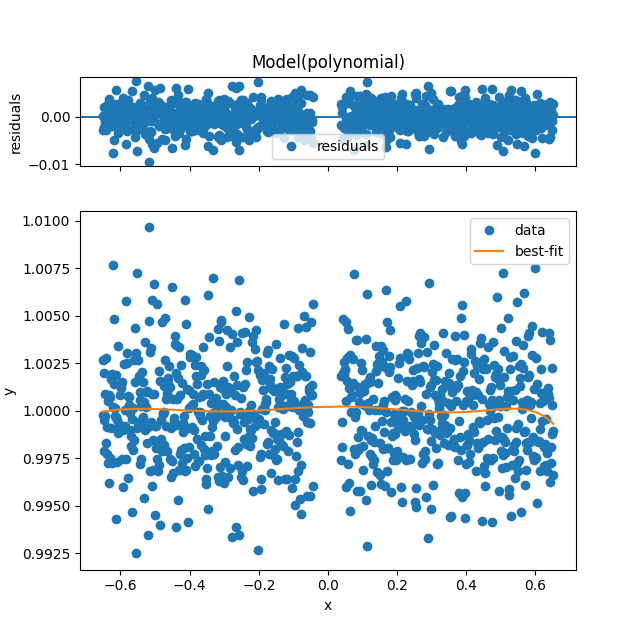 Model(polynomial)
residuals
0.00
−0.01
residuals
1.0100
1.0075
1.0050
1.0025
1.0000
0.9975
0.9950
0.9925
y
data
best-fit
−0.6 −0.4 −0.2 0.0 0.2 0.4 0.6
x